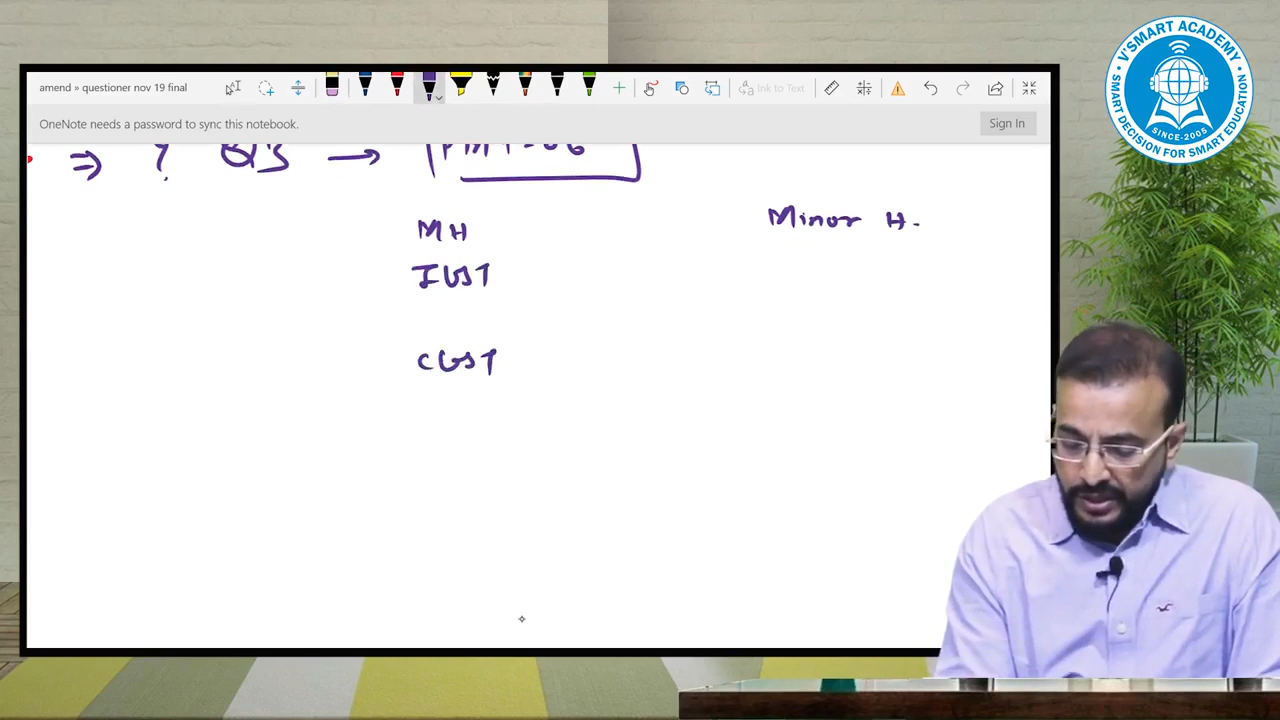 V'SMART ACADEMY
SMART DECISION FOR SMART EDUCATION
SINCE-2005
amend » questioner nov 19 final
Ink to Text
OneNote needs a password to sync this notebook.
Sign In
⇒ ? →
MH
Minor H.
IGST
CGST